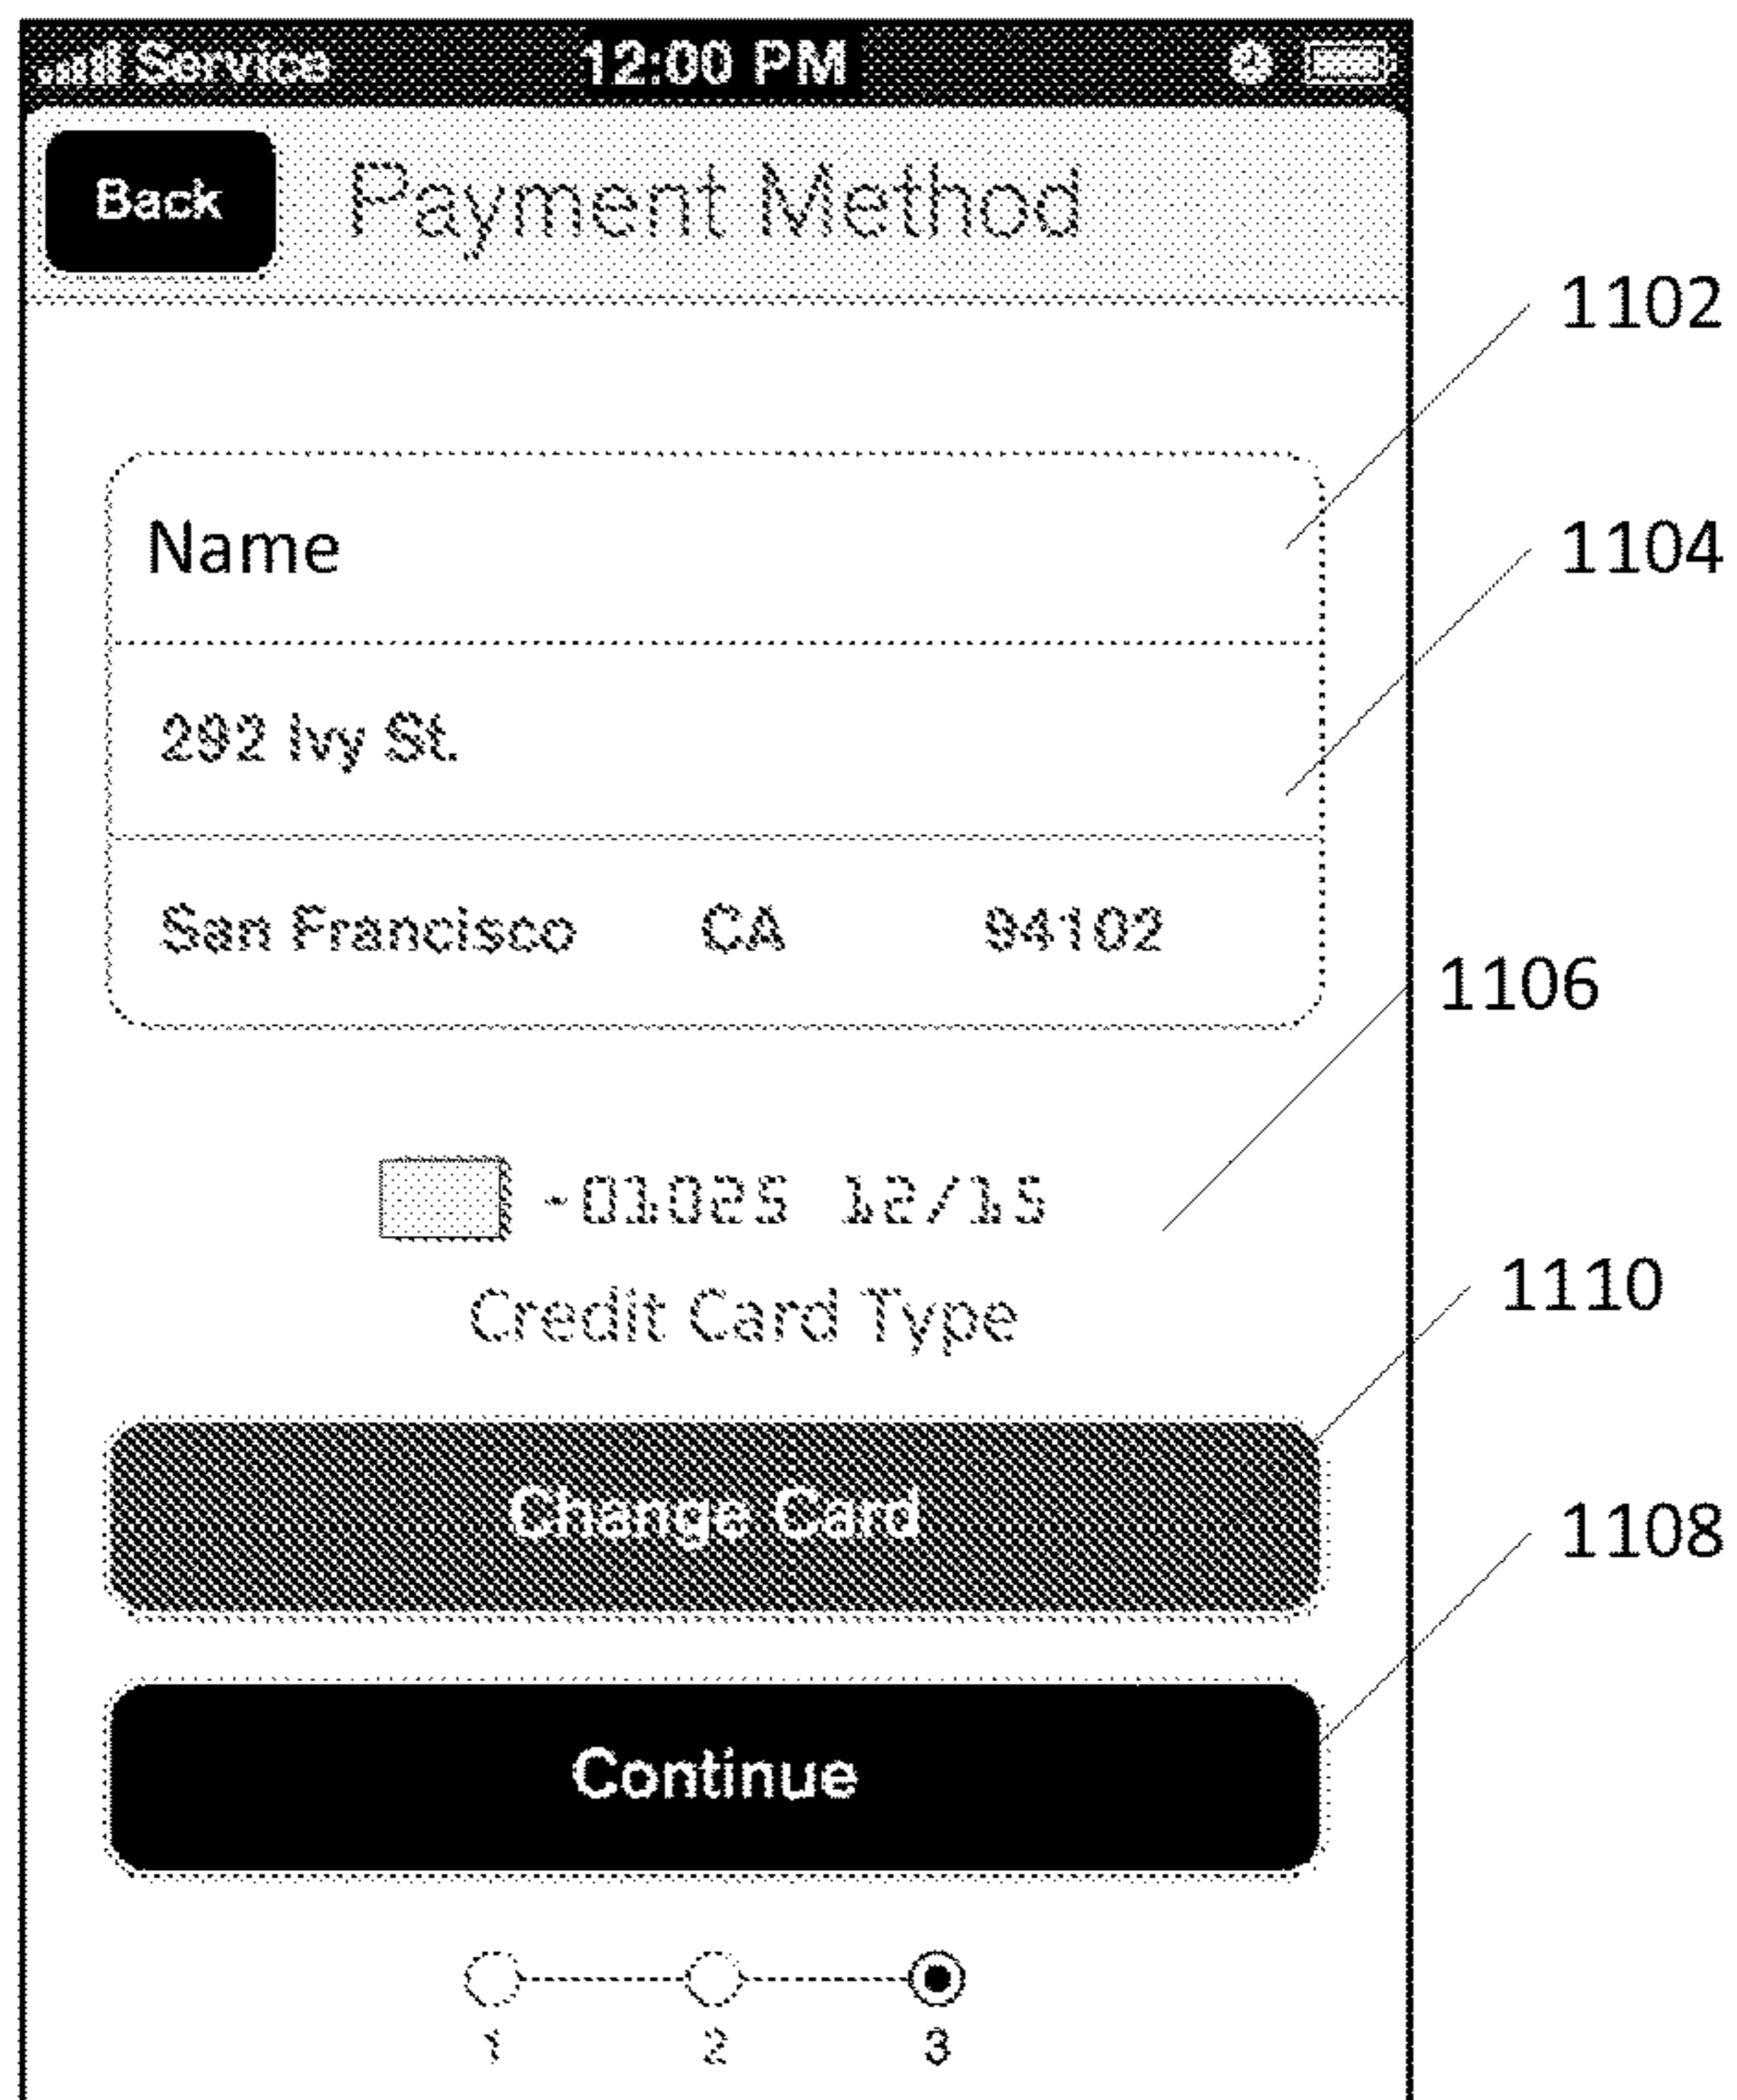 Service 12:00 PM
Back Payment Method
1102
Name
1104
292 Ivy St.
San Francisco CA 94102
1106
-01025 12/15
Credit Card Type
1110
Change Card
1108
Continue
1 2 3